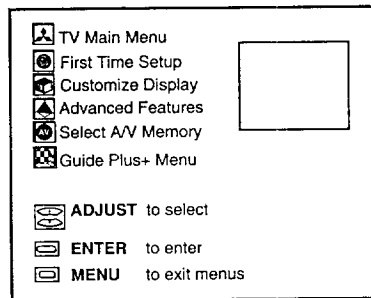 TV Main Menu
First Time Setup
Customize Display
Advanced Features
AV Select A/V Memory
Guide Plus+ Menu
ADJUST to select
ENTER to enter
MENU to exit menus